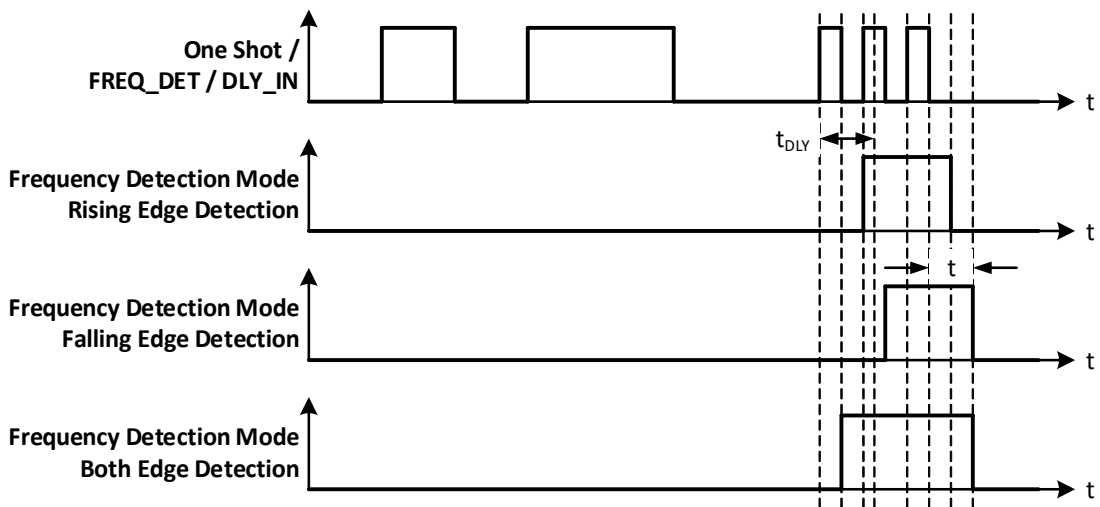 One Shot /
FREQ_DET / DLY_IN
t
tDLY
Frequency Detection Mode
Rising Edge Detection
t
t
Frequency Detection Mode
Falling Edge Detection
t
Frequency Detection Mode
Both Edge Detection
t